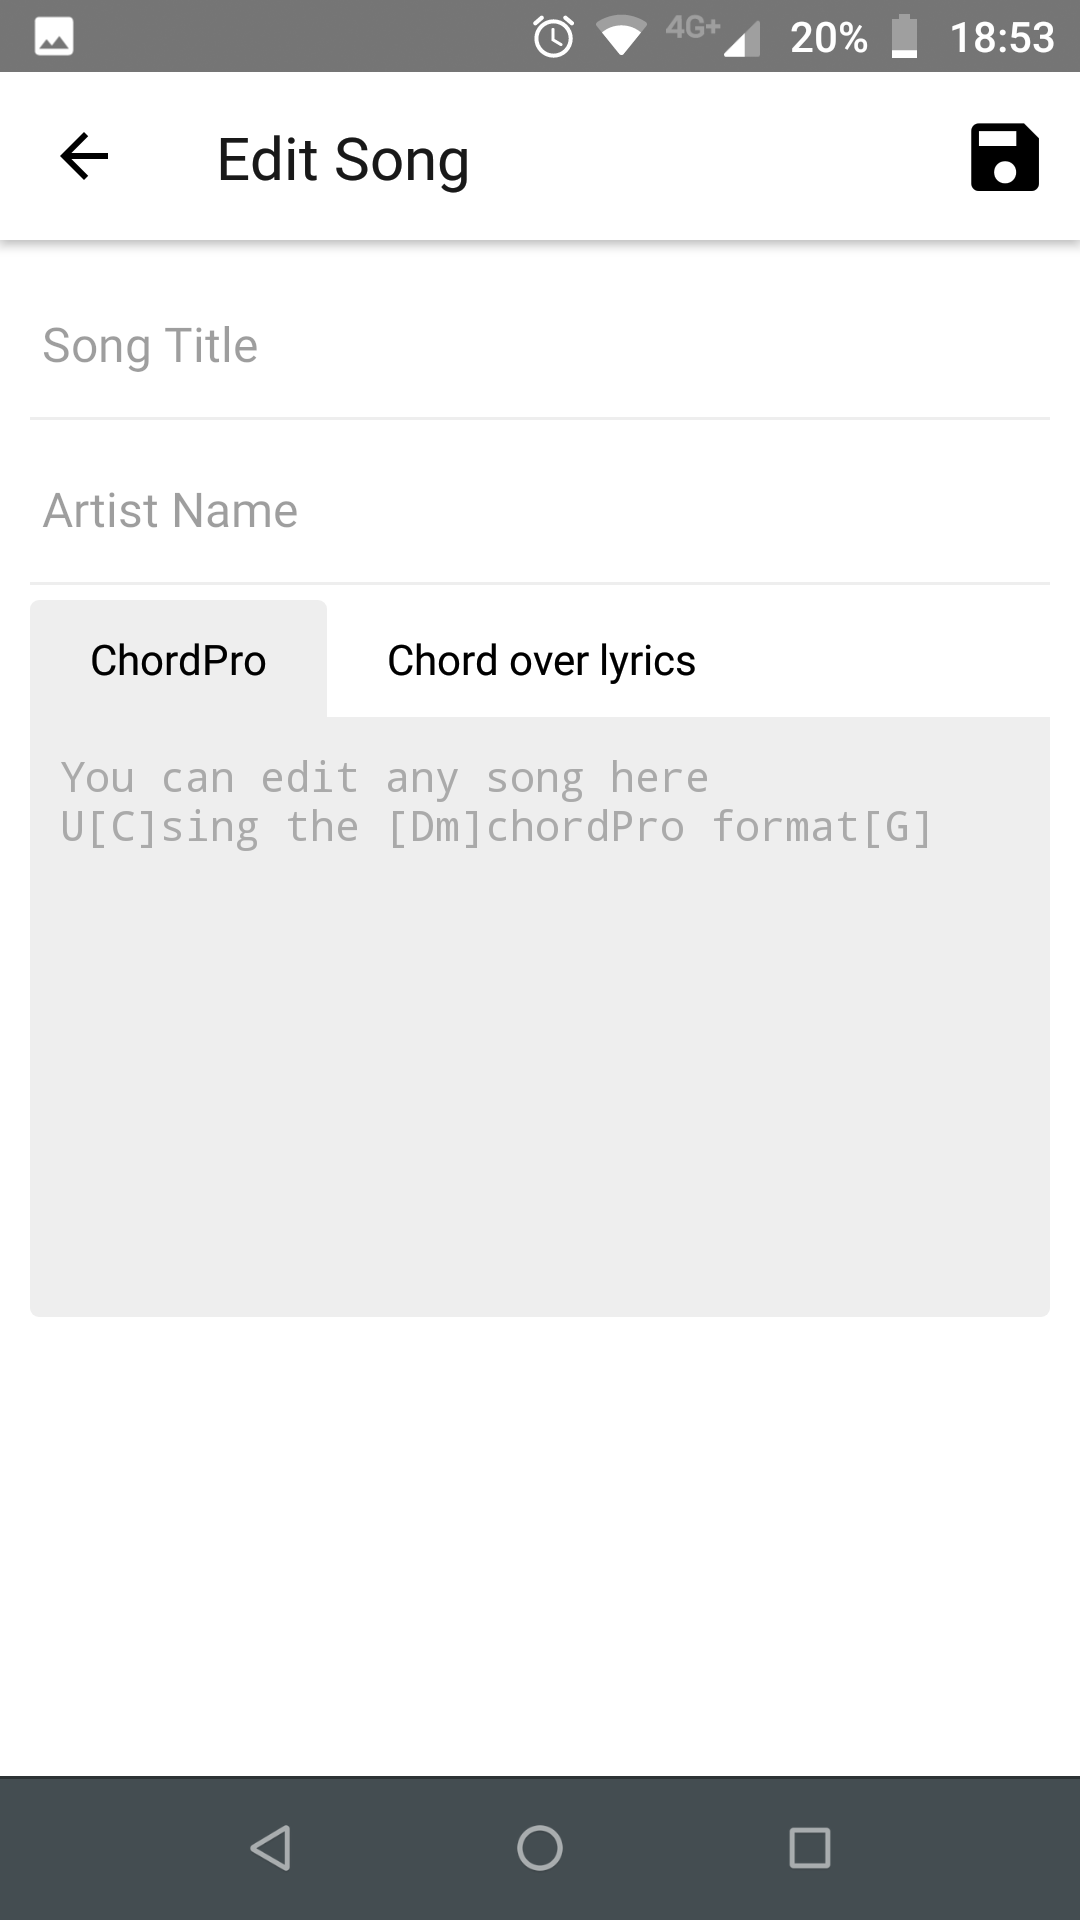 4G+ 20% 18:53
Edit Song
Song Title
Artist Name
ChordPro Chord over lyrics
You can edit any song here
U[C]sing the [Dm]chordPro format[G]